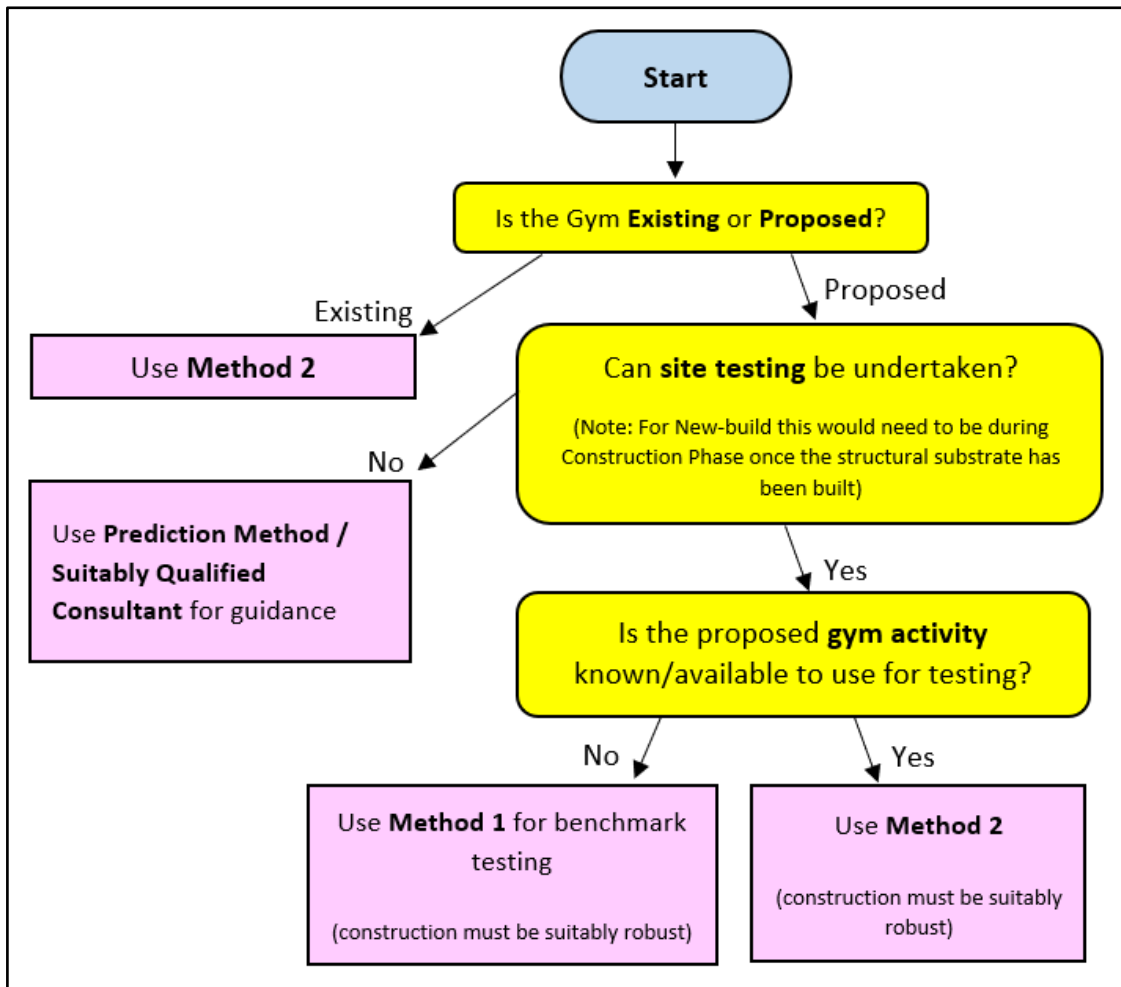 Start
Is the Gym Existing or Proposed?
Existing
Proposed
Use Method 2
Can site testing be undertaken?
(Note: For New-build this would need to be during
Construction Phase once the structural substrate has
been built)
No
Use Prediction Method /
Suitably Qualified
Consultant for guidance
Yes
Is the proposed gym activity
known/available to use for testing?
No
Yes
Use Method 1 for benchmark
testing
(construction must be suitably robust)
Use Method 2
(construction must be suitably
robust)